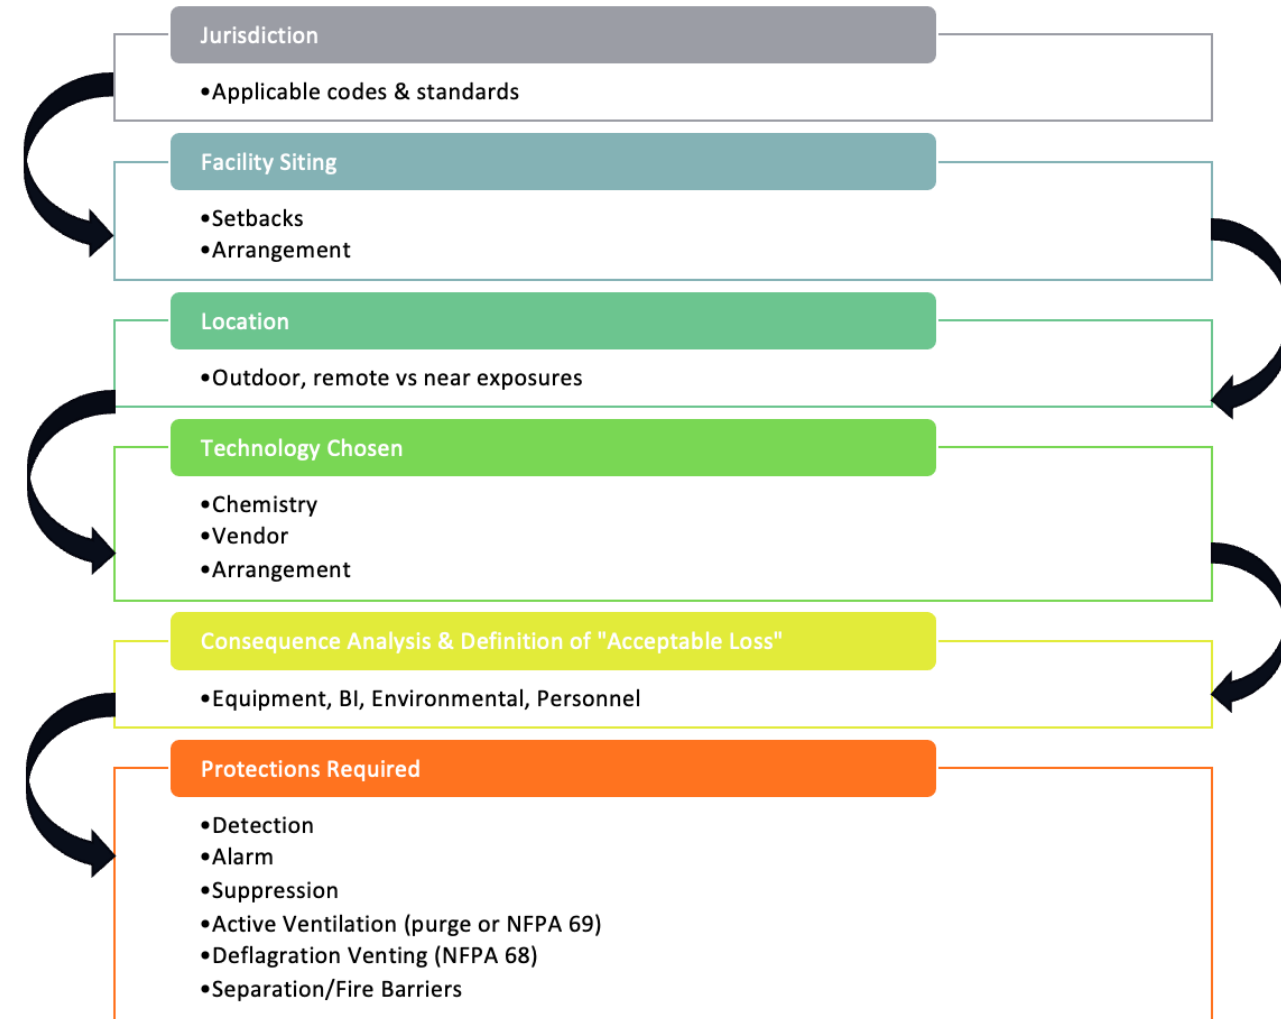 Jurisdiction
•Applicable codes & standards
Facility Siting
•Setbacks
•Arrangement
Location
•Outdoor, remote vs near exposures
Technology Chosen
•Chemistry
•Vendor
•Arrangement
Consequence Analysis & Definition of "Acceptable Loss"
•Equipment, BI, Environmental, Personnel
Protections Required
•Detection
•Alarm
•Suppression
•Active Ventilation (purge or NFPA 69)
•Deflagration Venting (NFPA 68)
•Separation/Fire Barriers